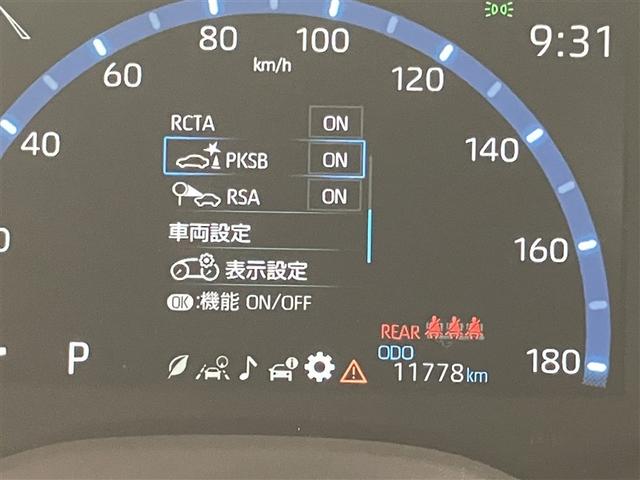 80 100
9:31
60 km/h 120
RCTA ON
40 PKSB ON 140
RSA ON
車両設定
160
表示設定
OK:機能 ON/OFF
REAR
P ODO 180
11778km